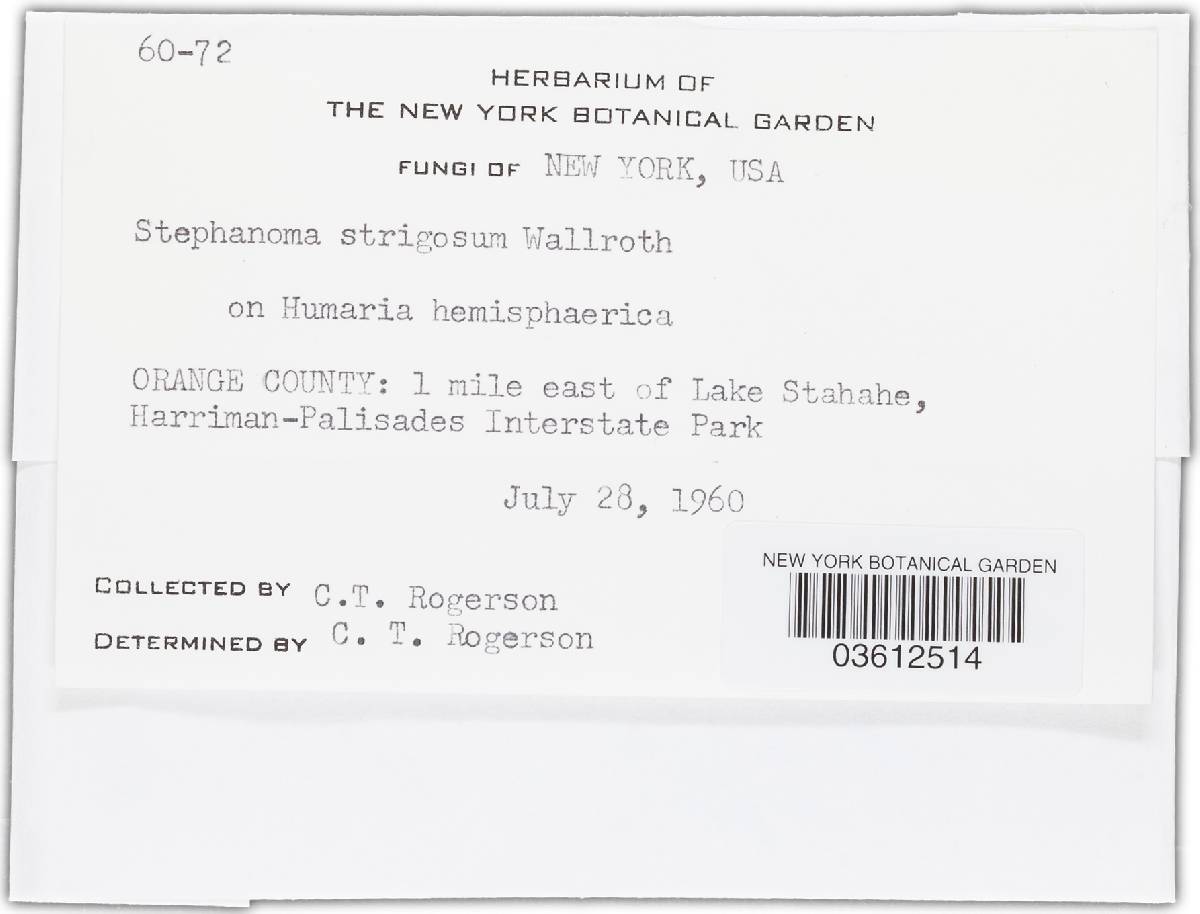 60-72
HERBARIUM OF
THE NEW YORK BOTANICAL GARDEN
FUNGI OF NEW YORK, USA
Stephanoma strigosum Wallroth
on Humaria hemisphaerica
ORANGE COUNTY: 1 mile east of Lake Stahahe,
Harriman-Palisades Interstate Park
July 28, 1960
COLLECTED BY C.T. Rogerson
DETERMINED BY C. T. Rogerson
NEW YORK BOTANICAL GARDEN
03612514